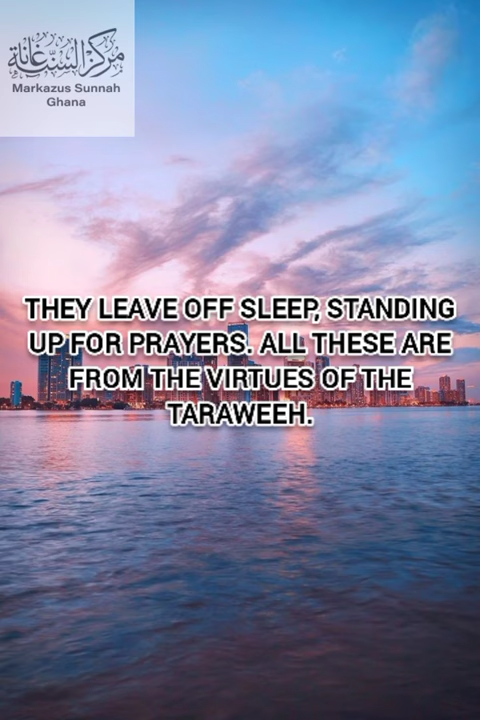 مركز السنة غانة
Markazus Sunnah
Ghana
THEY LEAVE OFF SLEEP, STANDING
UP FOR PRAYERS. ALL THESE ARE
FROM THE VIRTUES OF THE
TARAWEEH.